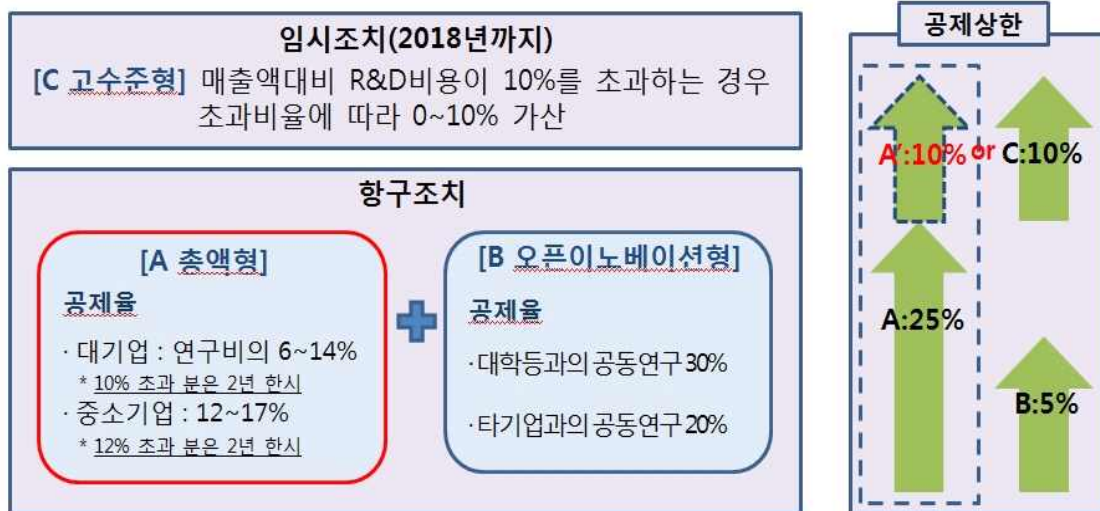 임시조치(2018년까지)
[C 고수준형] 매출액대비 R&D비용이 10%를 초과하는 경우
초과비율에 따라 0~10% 가산
항구조치
[A 총액형]
공제율
· 대기업 : 연구비의 6~14%
* 10% 초과 분은 2년 한시
· 중소기업 : 12~17%
* 12% 초과 분은 2년 한시
[B 오픈이노베이션형]
공제율
·대학등과의 공동연구 30%
·타기업과의 공동연구 20%
공제상한
A′:10% or C:10%
A:25%
B:5%